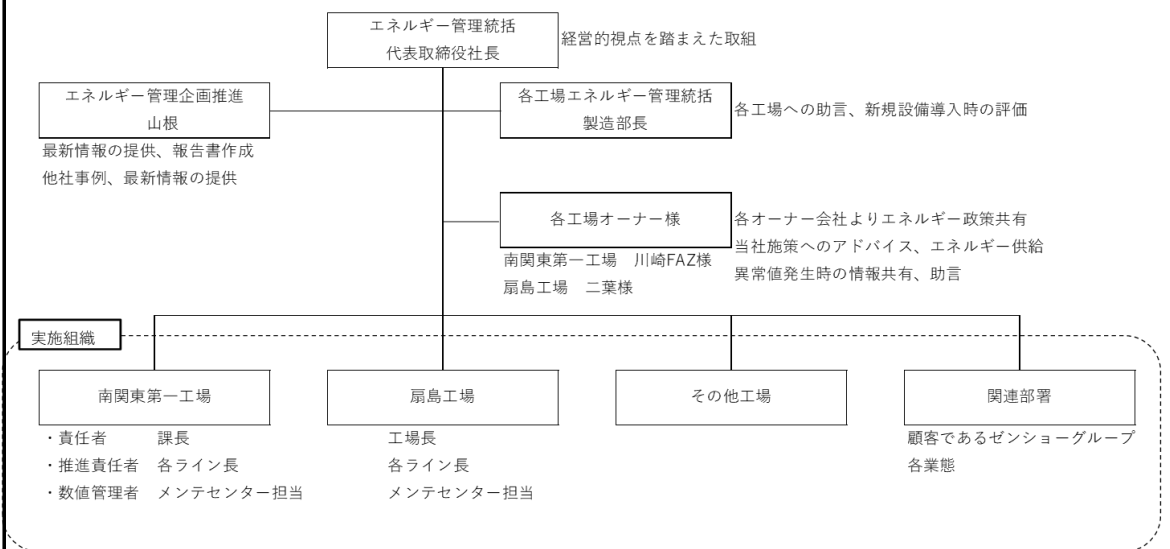 エネルギー管理統括
代表取締役社長
経営的視点を踏まえた取組
エネルギー管理企画推進
山根
最新情報の提供、報告書作成
他社事例、最新情報の提供
各工場エネルギー管理統括
製造部長
各工場への助言、新規設備導入時の評価
各工場オーナー様
南関東第一工場　川崎FAZ様
扇島工場　二葉様
各オーナー会社よりエネルギー政策共有
当社施策へのアドバイス、エネルギー供給
異常値発生時の情報共有、助言
実施組織
南関東第一工場
・責任者　　　課長
・推進責任者　各ライン長
・数値管理者　メンテセンター担当
扇島工場
工場長
各ライン長
メンテセンター担当
その他工場
関連部署
顧客であるゼンショーグループ
各業態